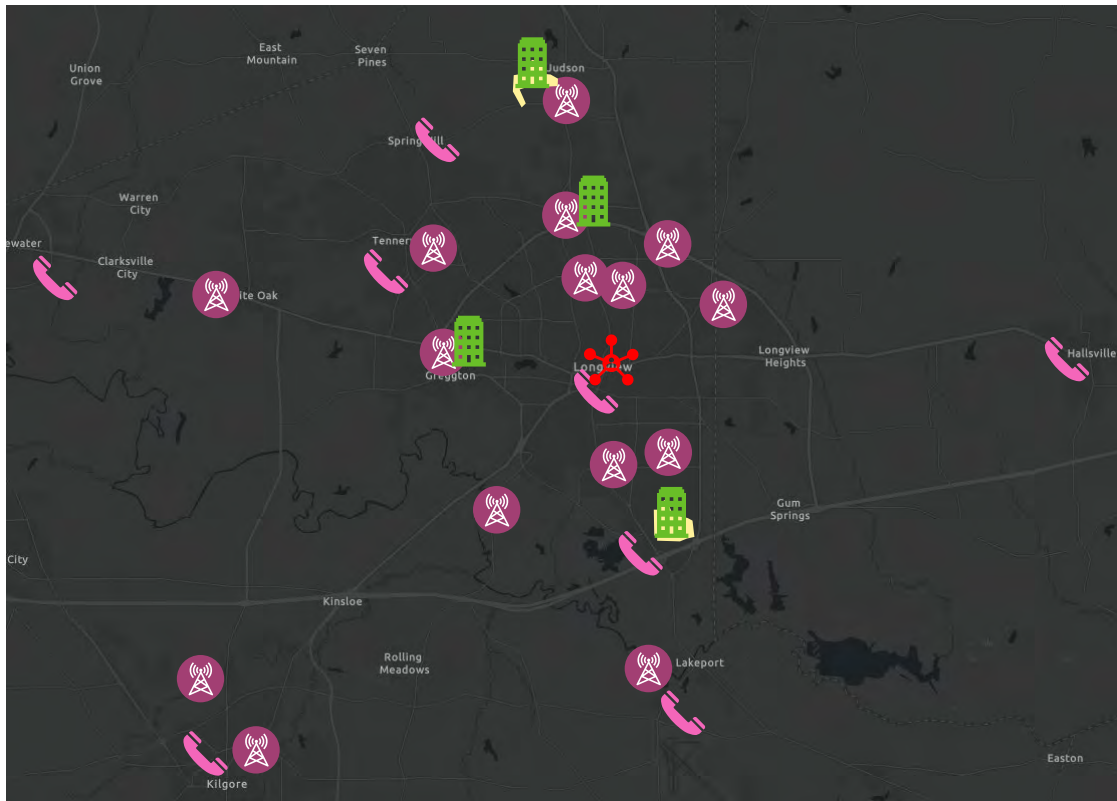 East
Mountain
Seven
Pines
Union
Grove
Judson
Warren
City
ewater
Clarksville
City
ite Oak
Longview
Heights
Hallsville
Greggton
Longview
Gum
Springs
City
Kinsloe
Rolling
Meadows
Lakeport
Easton
Kilgore